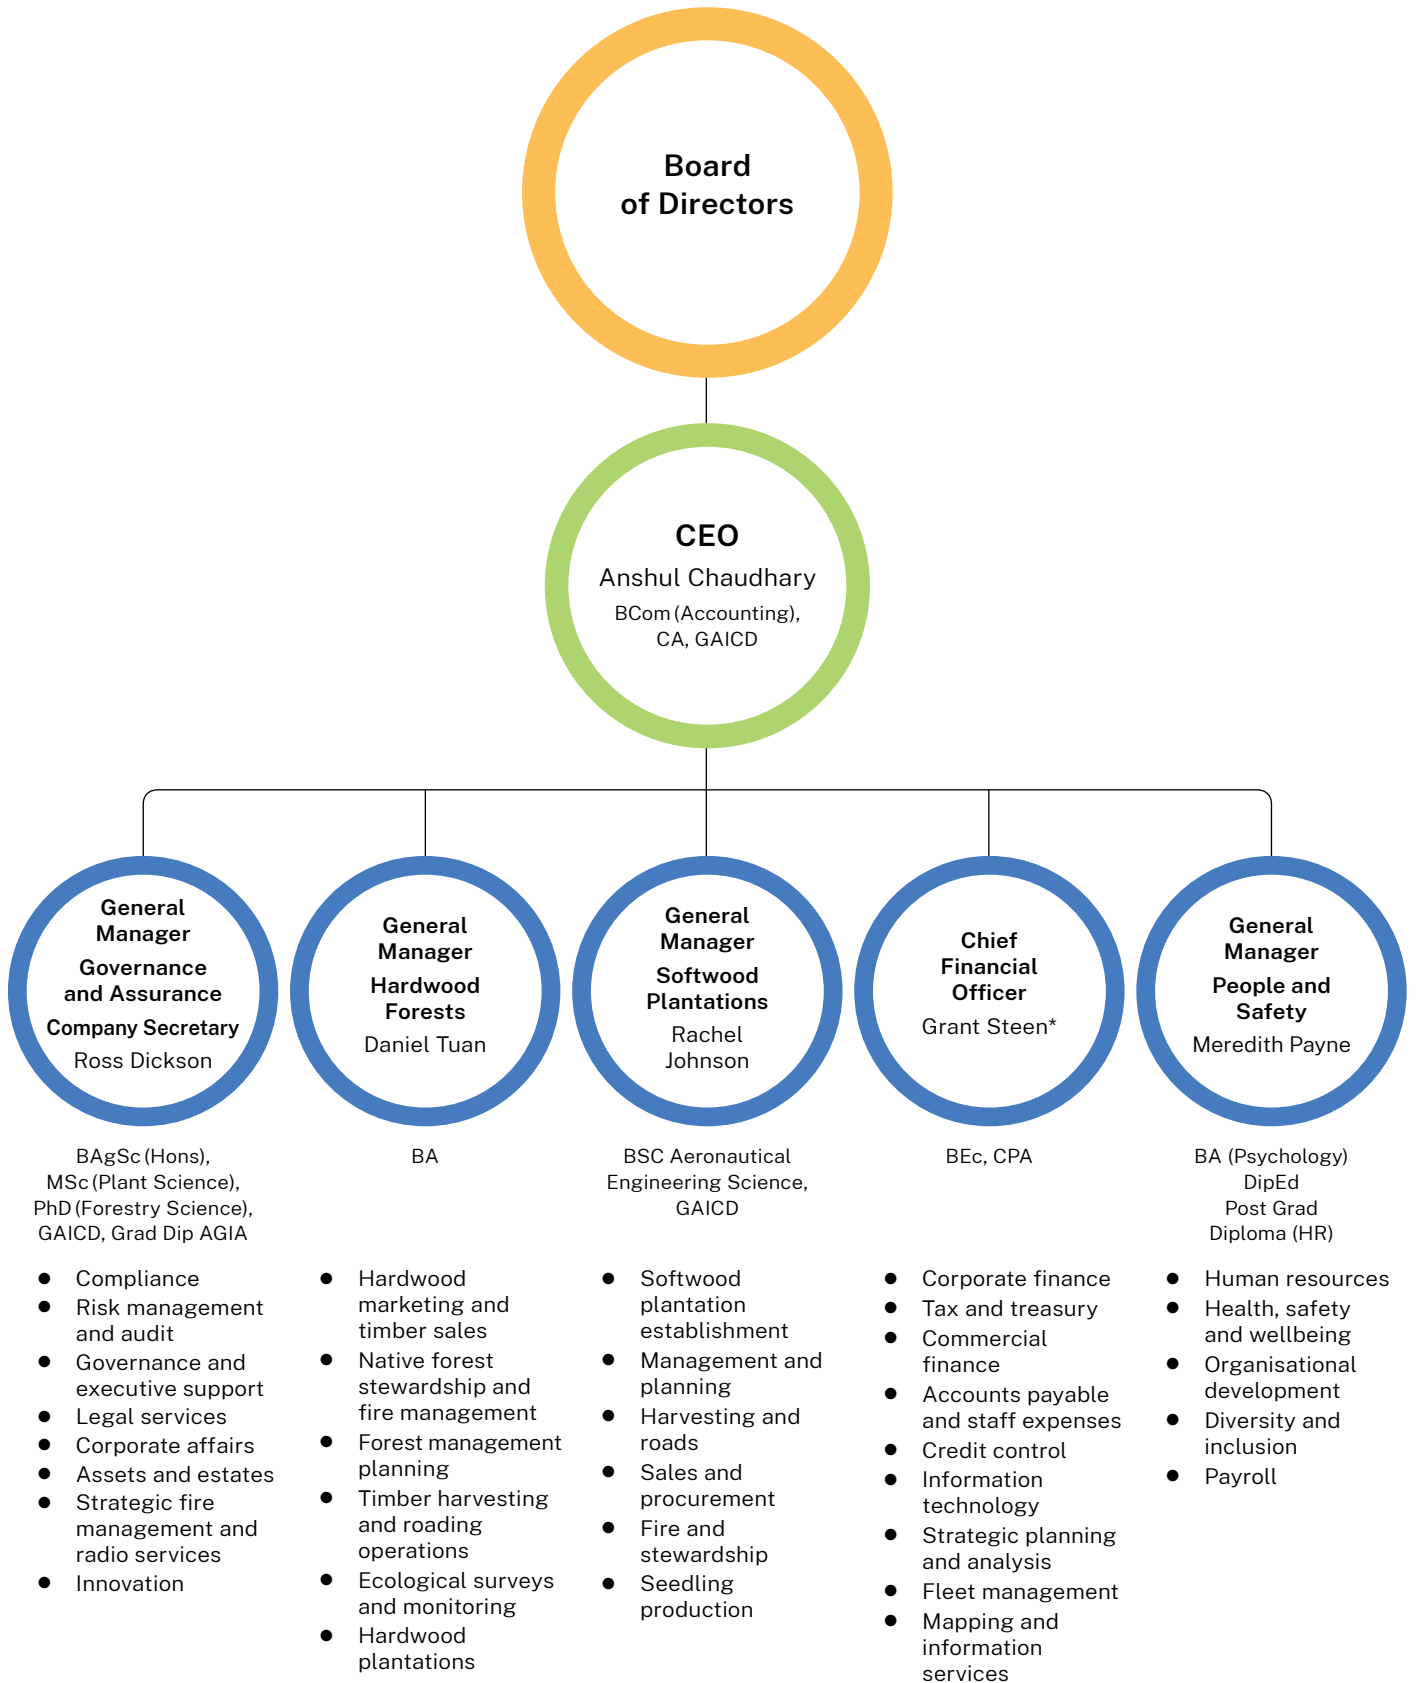 Board
of Directors
CEO
Anshul Chaudhary
BCom (Accounting),
CA, GAICD
General
Manager
Governance
and Assurance
Company Secretary
Ross Dickson
BAgSc (Hons),
MSc (Plant Science),
PhD (Forestry Science),
GAICD, Grad Dip AGIA
● Compliance
● Risk management
and audit
● Governance and
executive support
● Legal services
● Corporate affairs
● Assets and estates
● Strategic fire
management and
radio services
● Innovation
General
Manager
Hardwood
Forests
Daniel Tuan
BA
● Hardwood
marketing and
timber sales
● Native forest
stewardship and
fire management
● Forest management
planning
● Timber harvesting
and roading
operations
● Ecological surveys
and monitoring
● Hardwood
plantations
General
Manager
Softwood
Plantations
Rachel
Johnson
BSC Aeronautical
Engineering Science,
GAICD
● Softwood
plantation
establishment
● Management and
planning
● Harvesting and
roads
● Sales and
procurement
● Fire and
stewardship
● Seedling
production
Chief
Financial
Officer
Grant Steen*
BEc, CPA
● Corporate finance
● Tax and treasury
● Commercial
finance
● Accounts payable
and staff expenses
● Credit control
● Information
technology
● Strategic planning
and analysis
● Fleet management
● Mapping and
information
services
General
Manager
People and
Safety
Meredith Payne
BA (Psychology)
DipEd
Post Grad
Diploma (HR)
● Human resources
● Health, safety
and wellbeing
● Organisational
development
● Diversity and
inclusion
● Payroll